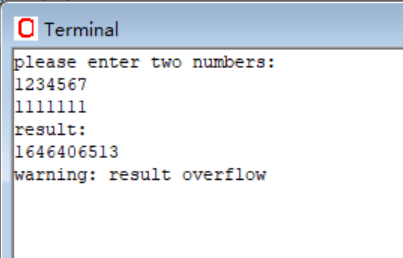 Terminal
please enter two numbers:
1234567
1111111
result:
1646406513
warning: result overflow